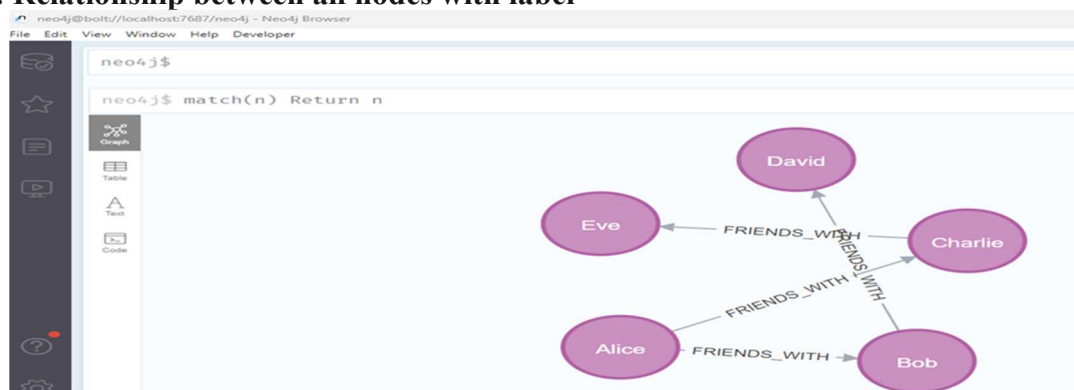 Relationship between all nodes with label
neo4j@bolt://localhost:7687/neo4j - Neo4j Browser
File Edit View Window Help Developer
neo4j$
neo4j$ match(n) Return n
Graph
Table
Text
Code
David
Eve
FRIENDS_WITH
Charlie
FRIENDS_WITH
FRIENDS_WITH
Alice
FRIENDS_WITH
Bob